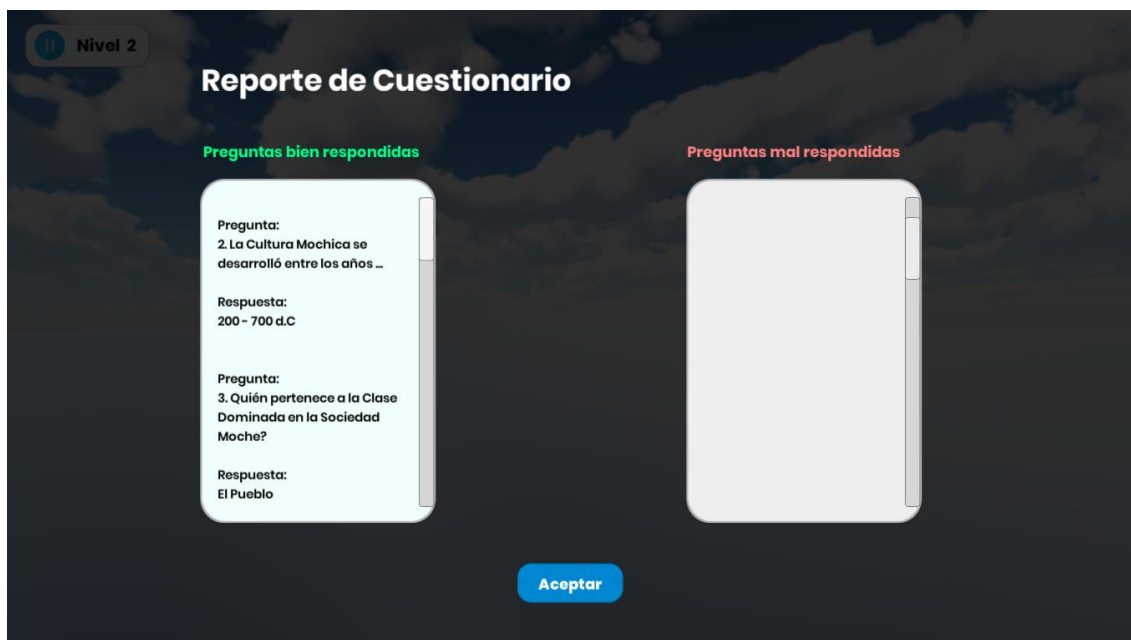 Nivel 2
Reporte de Cuestionario
Preguntas bien respondidas
Preguntas mal respondidas
Pregunta:
2. La Cultura Mochica se
desarrolló entre los años ...
Respuesta:
200 - 700 d.C
Pregunta:
3. Quién pertenece a la Clase
Dominada en la Sociedad
Moche?
Respuesta:
El Pueblo
Aceptar